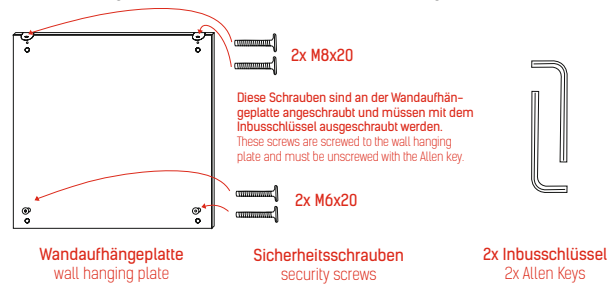 2x M8x20
Diese Schrauben sind an der Wandaufhän-
geplatte angeschraubt und müssen mit dem
Inbusschlüssel ausgeschraubt werden.
These screws are screwed to the wall hanging
plate and must be unscrewed with the Allen key.
2x M6x20
Wandaufhängeplatte
wall hanging plate
Sicherheitsschrauben
security screws
2x Inbusschlüssel
2x Allen Keys